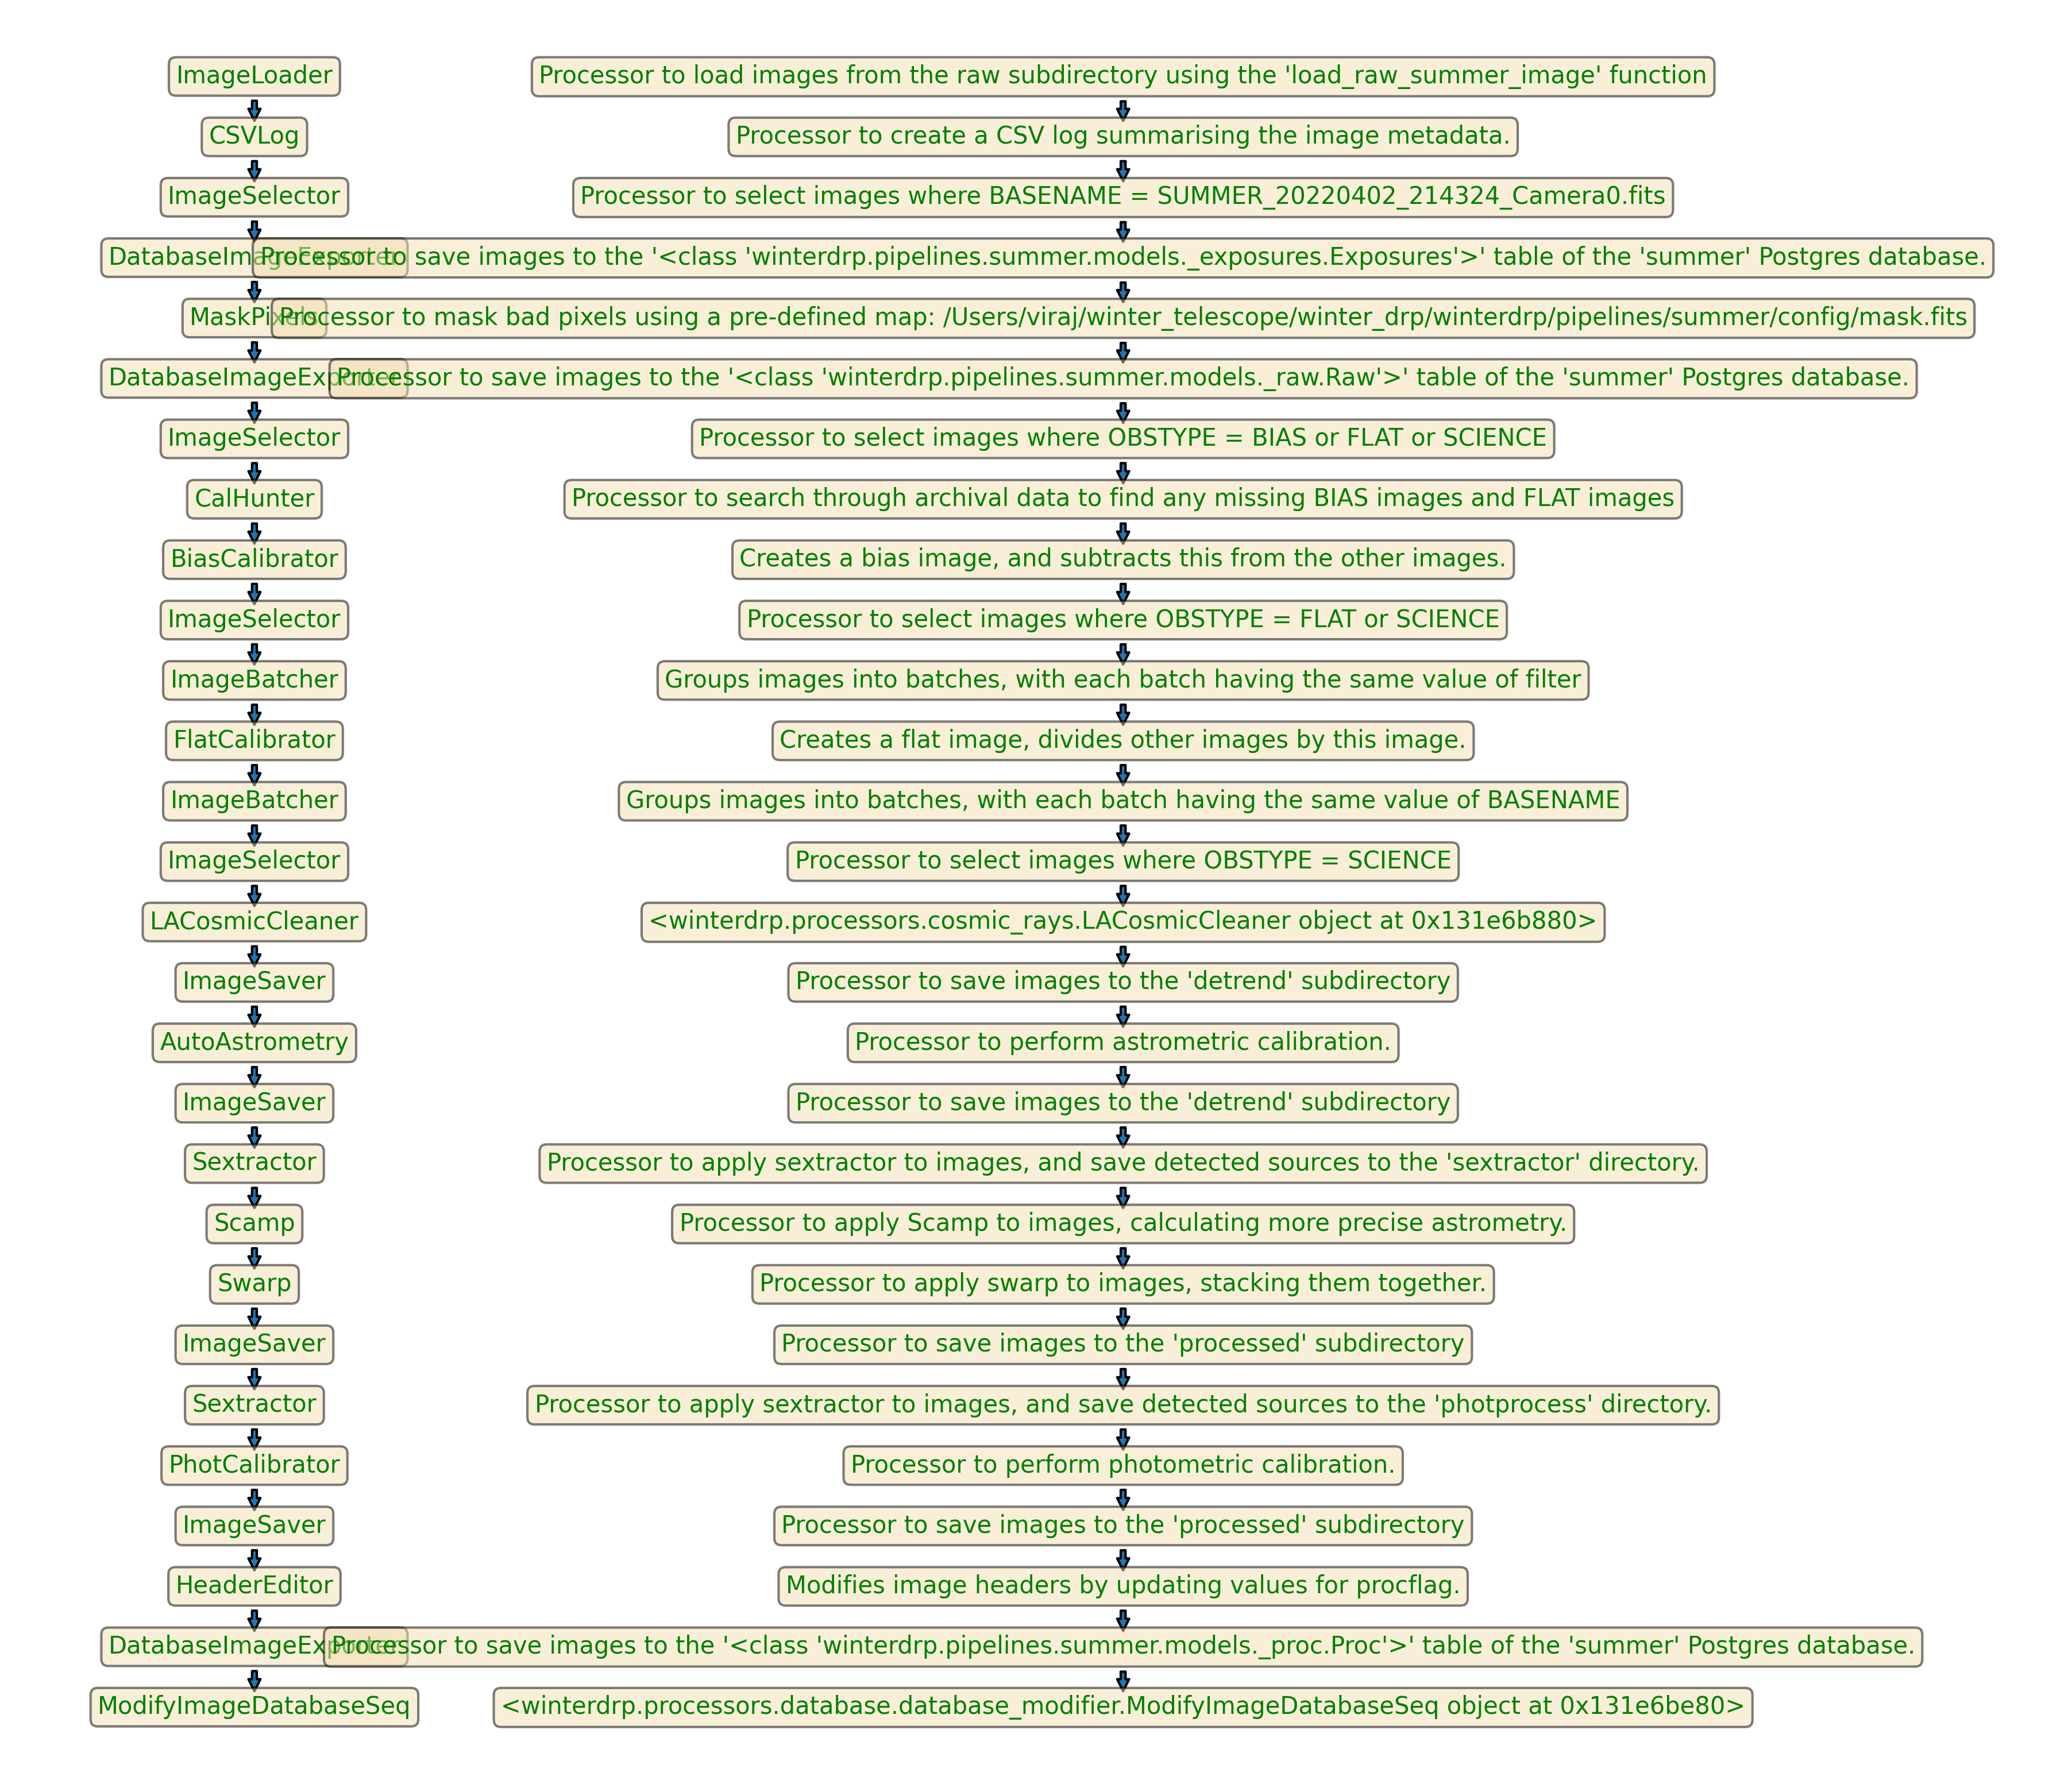 ImageLoader Processor to load images from the raw subdirectory using the 'load_raw_summer_image' function
CSVLog Processor to create a CSV log summarising the image metadata.
ImageSelector Processor to select images where BASENAME = SUMMER_20220402_214324_Camera0.fits
DatabaseImageExporter Processor to save images to the '<class 'winterdrp.pipelines.summer.models._exposures.Exposures'>' table of the 'summer' Postgres database.
MaskPixels Processor to mask bad pixels using a pre-defined map: /Users/viraj/winter_telescope/winter_drp/winterdrp/pipelines/summer/config/mask.fits
DatabaseImageExporter Processor to save images to the '<class 'winterdrp.pipelines.summer.models._raw.Raw'>' table of the 'summer' Postgres database.
ImageSelector Processor to select images where OBSTYPE = BIAS or FLAT or SCIENCE
CalHunter Processor to search through archival data to find any missing BIAS images and FLAT images
BiasCalibrator Creates a bias image, and subtracts this from the other images.
ImageSelector Processor to select images where OBSTYPE = FLAT or SCIENCE
ImageBatcher Groups images into batches, with each batch having the same value of filter
FlatCalibrator Creates a flat image, divides other images by this image.
ImageBatcher Groups images into batches, with each batch having the same value of BASENAME
ImageSelector Processor to select images where OBSTYPE = SCIENCE
LACosmicCleaner <winterdrp.processors.cosmic_rays.LACosmicCleaner object at 0x131e6b880>
ImageSaver Processor to save images to the 'detrend' subdirectory
AutoAstrometry Processor to perform astrometric calibration.
ImageSaver Processor to save images to the 'detrend' subdirectory
Sextractor Processor to apply sextractor to images, and save detected sources to the 'sextractor' directory.
Scamp Processor to apply Scamp to images, calculating more precise astrometry.
Swarp Processor to apply swarp to images, stacking them together.
ImageSaver Processor to save images to the 'processed' subdirectory
Sextractor Processor to apply sextractor to images, and save detected sources to the 'photprocess' directory.
PhotCalibrator Processor to perform photometric calibration.
ImageSaver Processor to save images to the 'processed' subdirectory
HeaderEditor Modifies image headers by updating values for procflag.
DatabaseImageExporter Processor to save images to the '<class 'winterdrp.pipelines.summer.models._proc.Proc'>' table of the 'summer' Postgres database.
ModifyImageDatabaseSeq <winterdrp.processors.database.database_modifier.ModifyImageDatabaseSeq object at 0x131e6be80>